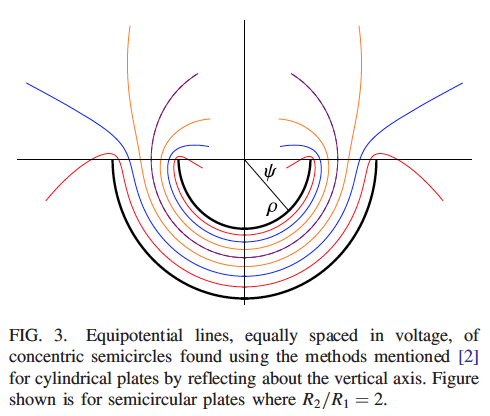 ψ
ρ
FIG. 3. Equipotential lines, equally spaced in voltage, of
concentric semicircles found using the methods mentioned [2]
for cylindrical plates by reflecting about the vertical axis. Figure
shown is for semicircular plates where R₂/R₁ = 2.